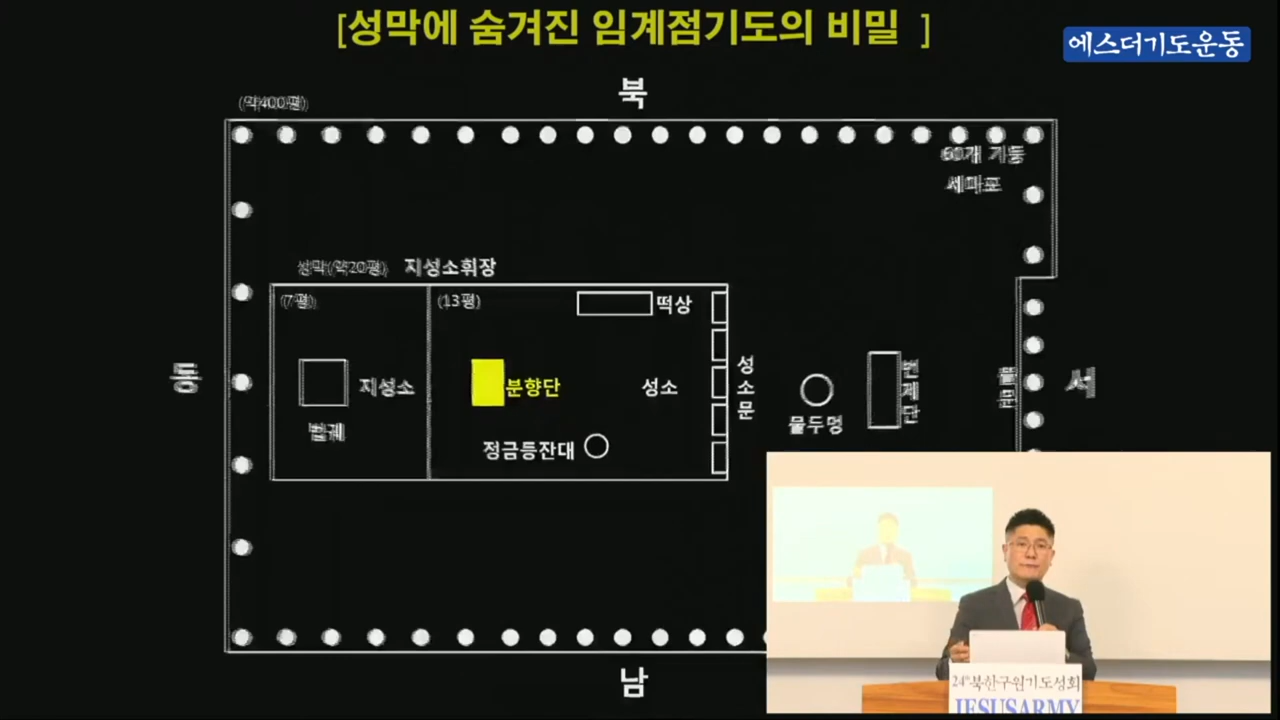 [성막에 숨겨진 임계점기도의 비밀 ]
에스더기도운동
북
(약400평)
60개 기둥
세마포
성막(약20평) 지성소휘장
(7평) (13평) 떡상
동 지성소 분향단 성소 성소문 물두멍 번제단 뜰문 서
법궤
정금등잔대
남
24th북한구원기도성회
JESUSARMY